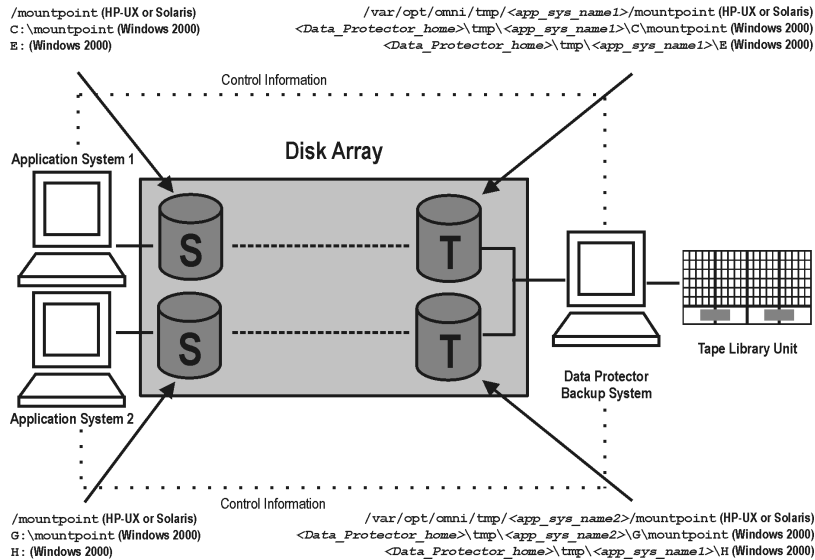 /mountpoint (HP-UX or Solaris)
C:\mountpoint (Windows 2000)
E: (Windows 2000)
/var/opt/omni/tmp/<app_sys_name1>/mountpoint (HP-UX or Solaris)
<Data_Protector_home>\tmp\<app_sys_name1>\C\mountpoint (Windows 2000)
<Data_Protector_home>\tmp\<app_sys_name1>\E (Windows 2000)
Control Information
Application System 1
Disk Array
S
T
S
T
Tape Library Unit
Data Protector
Backup System
Application System 2
Control Information
/mountpoint (HP-UX or Solaris)
G:\mountpoint (Windows 2000)
H: (Windows 2000)
/var/opt/omni/tmp/<app_sys_name2>/mountpoint (HP-UX or Solaris)
<Data_Protector_home>\tmp\<app_sys_name2>\G\mountpoint (Windows 2000)
<Data_Protector_home>\tmp\<app_sys_name1>\H (Windows 2000)